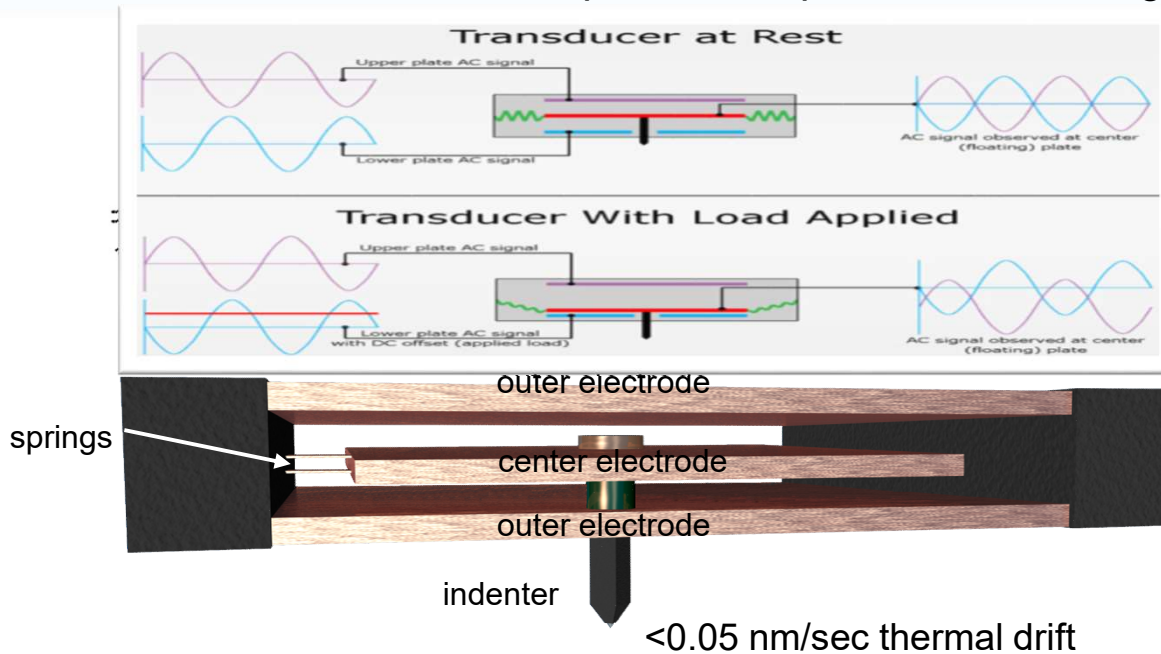 Transducer at Rest
Upper plate AC signal
Lower plate AC signal
AC signal observed at center
(floating) plate
Transducer With Load Applied
Upper plate AC signal
Lower plate AC signal
with DC offset (applied load)
AC signal observed at center
(floating) plate
outer electrode
springs
center electrode
outer electrode
indenter
<0.05 nm/sec thermal drift